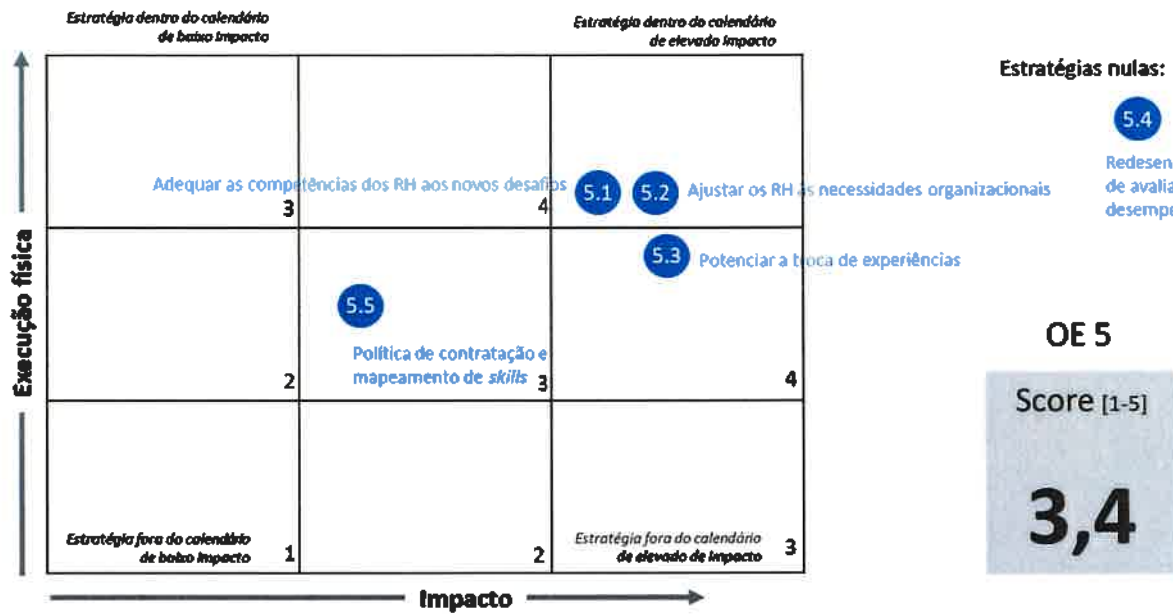 Estratégia dentro do calendário
de baixo impacto
Estratégia dentro do calendário
de elevado impacto
Estratégias nulas:
5.4
Adequar as competências dos RH aos novos desafios
5.1
5.2
Ajustar os RH às necessidades organizacionais
3
4
5.3
Potenciar a troca de experiências
5.5
Política de contratação e
mapeamento de skills
2
3
4
Execução física
OE 5
Score [1-5]
3,4
Estratégia fora do calendário
de baixo impacto
1
2
Estratégia fora do calendário
de elevado de impacto
3
Impacto